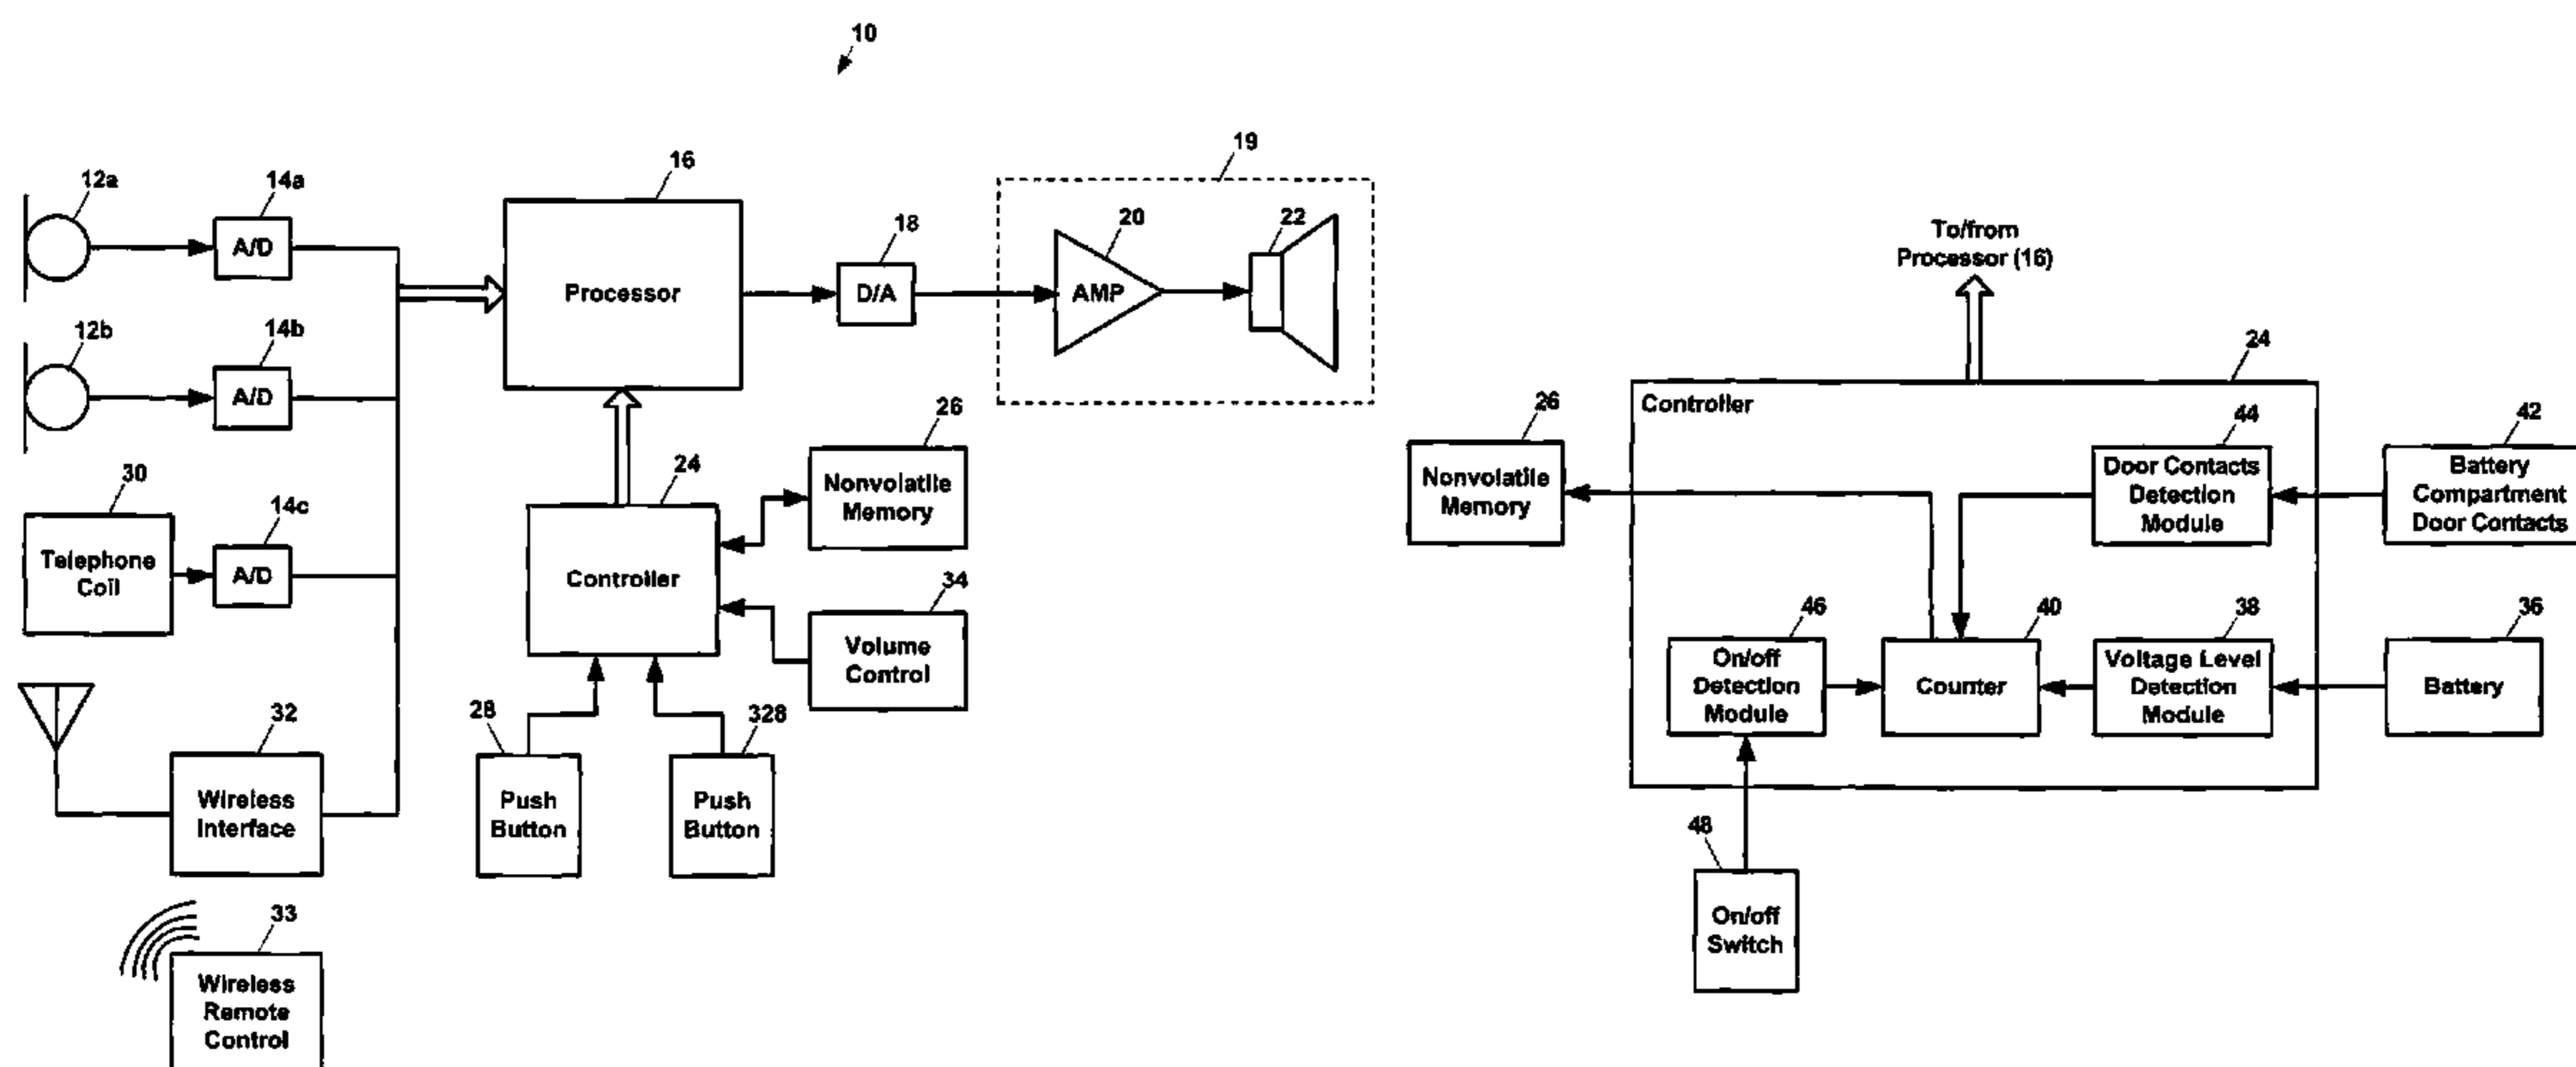 10
12a
14a
A/D
16
Processor
18
D/A
19
20
AMP
22
12b
14b
A/D
30
Telephone
Coil
14c
A/D
24
Controller
26
Nonvolatile
Memory
34
Volume
Control
28
Push
Button
328
Push
Button
32
Wireless
Interface
33
Wireless
Remote
Control
To/from
Processor (16)
24
Controller
26
Nonvolatile
Memory
44
Door Contacts
Detection
Module
42
Battery
Compartment
Door Contacts
46
On/off
Detection
Module
40
Counter
38
Voltage Level
Detection
Module
36
Battery
48
On/off
Switch